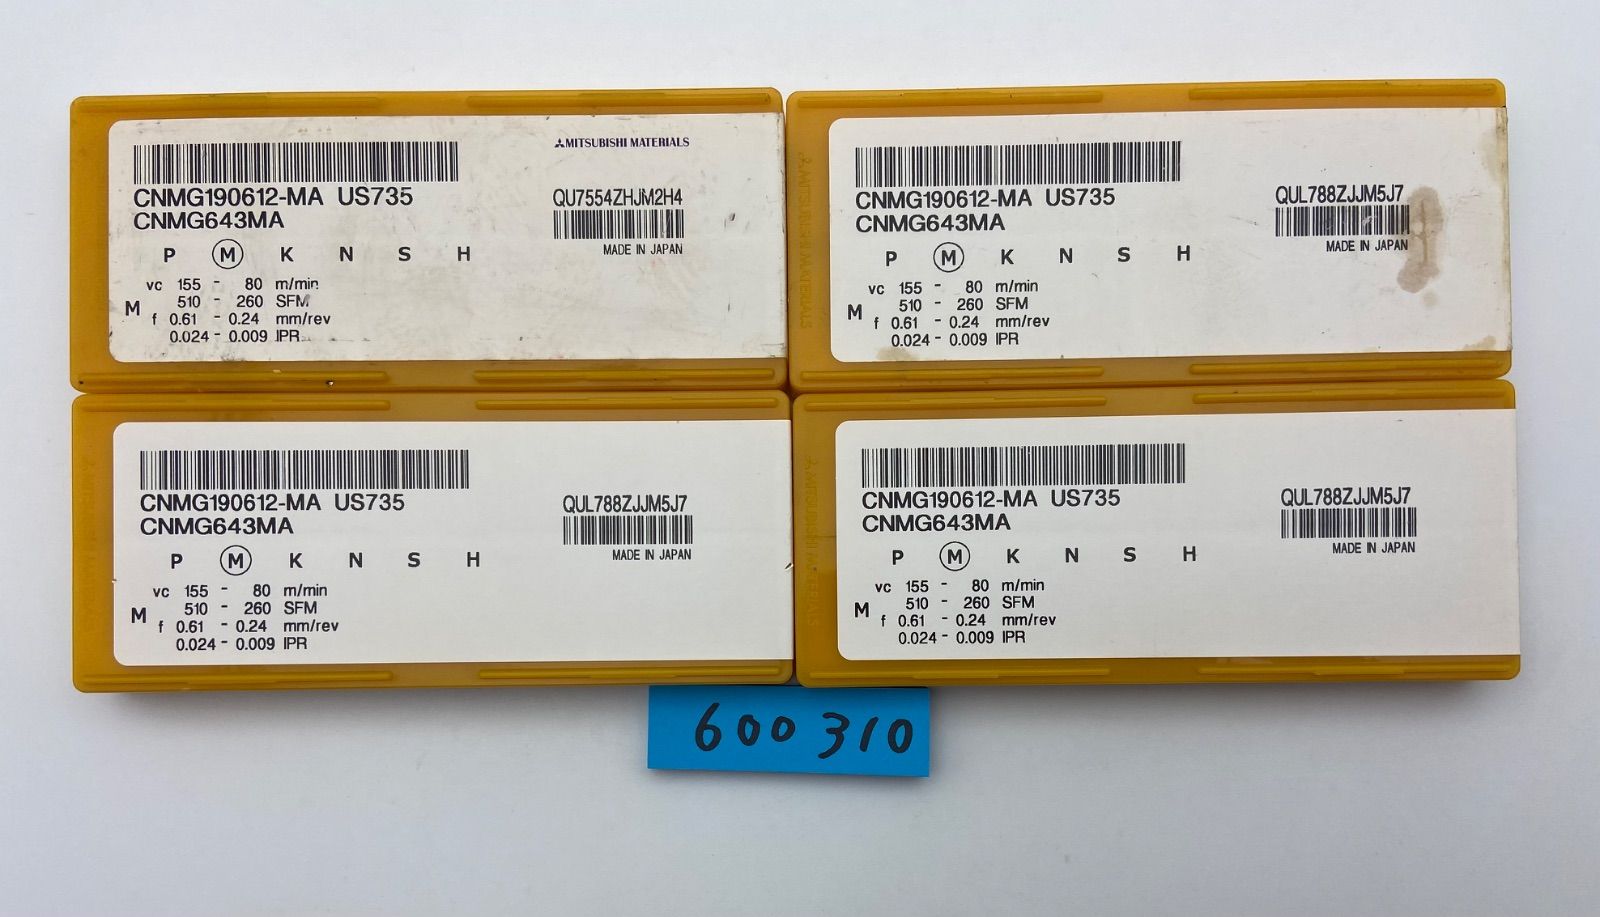 MITSUBISHI MATERIALS
CNMG190612-MA US735
CNMG643MA
QU7554ZHJM2H4
MADE IN JAPAN
P M K N S H
vc 155 - 80 m/min
M 510 - 260 SFM
f 0.61 - 0.24 mm/rev
0.024 - 0.009 IPR
MITSUBISHI MATERIALS
CNMG190612-MA US735
CNMG643MA
QUL788ZJJM5J7
MADE IN JAPAN
P M K N S H
vc 155 - 80 m/min
M 510 - 260 SFM
f 0.61 - 0.24 mm/rev
0.024 - 0.009 IPR
CNMG190612-MA US735
CNMG643MA
QUL788ZJJM5J7
MADE IN JAPAN
P M K N S H
vc 155 - 80 m/min
M 510 - 260 SFM
f 0.61 - 0.24 mm/rev
0.024 - 0.009 IPR
MITSUBISHI MATERIALS
CNMG190612-MA US735
CNMG643MA
QUL788ZJJM5J7
MADE IN JAPAN
P M K N S H
vc 155 - 80 m/min
M 510 - 260 SFM
f 0.61 - 0.24 mm/rev
0.024 - 0.009 IPR
600310